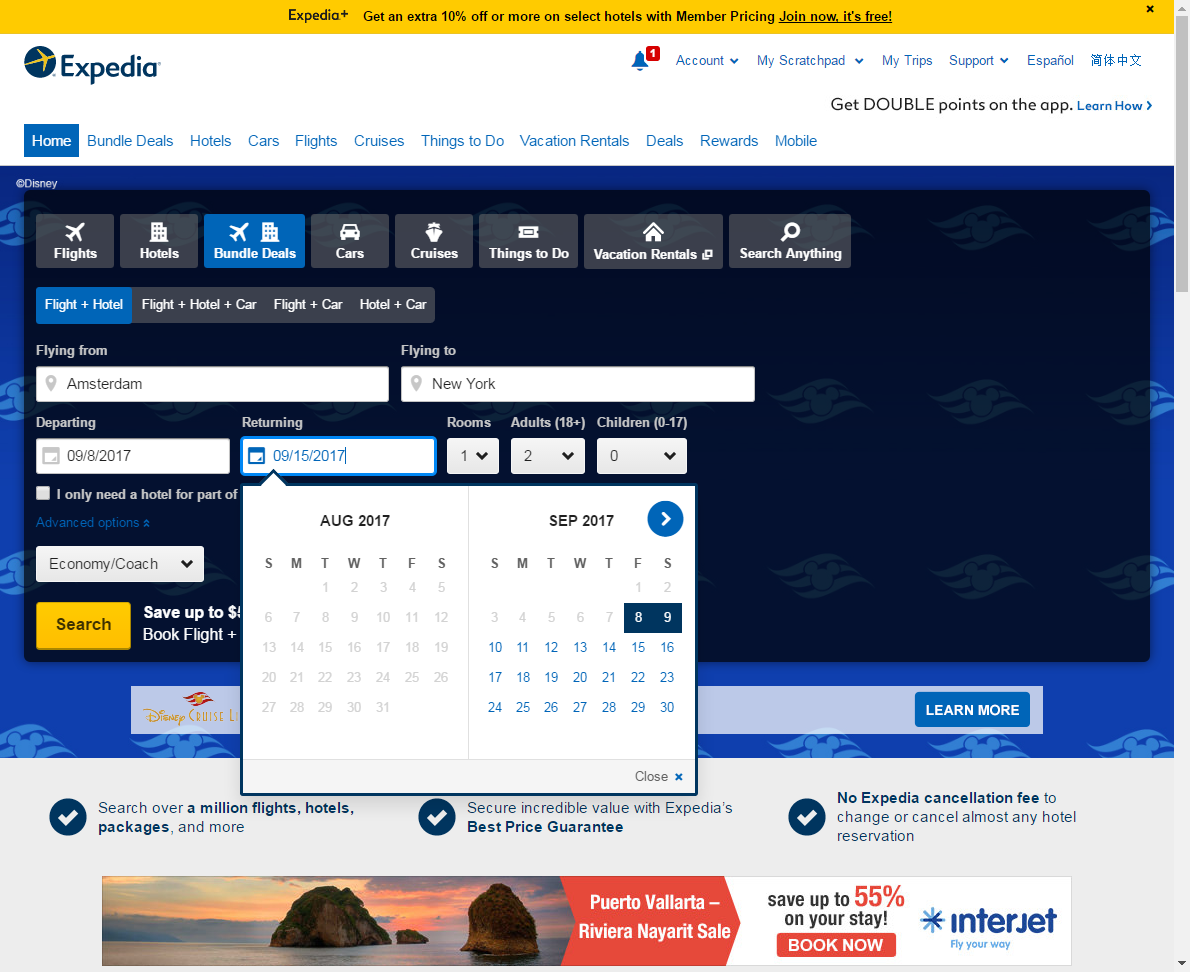 Expedia+ Get an extra 10% off or more on select hotels with Member Pricing Join now, it's free! ×
Expedia
1 Account My Scratchpad My Trips Support Español 简体中文
Get DOUBLE points on the app. Learn How ›
Home Bundle Deals Hotels Cars Flights Cruises Things to Do Vacation Rentals Deals Rewards Mobile
©Disney
Flights Hotels Bundle Deals Cars Cruises Things to Do Vacation Rentals Search Anything
Flight + Hotel Flight + Hotel + Car Flight + Car Hotel + Car
Flying from Flying to
Amsterdam New York
Departing Returning Rooms Adults (18+) Children (0-17)
09/8/2017 09/15/2017 1 2 0
I only need a hotel for part of
Advanced options
Economy/Coach
Search
Save up to $
Book Flight +
AUG 2017
S M T W T F S
1 2 3 4 5
6 7 8 9 10 11 12
13 14 15 16 17 18 19
20 21 22 23 24 25 26
27 28 29 30 31
SEP 2017
S M T W T F S
1 2
3 4 5 6 7 8 9
10 11 12 13 14 15 16
17 18 19 20 21 22 23
24 25 26 27 28 29 30
Close ×
DISNEY CRUISE L
LEARN MORE
Search over a million flights, hotels,
packages, and more
Secure incredible value with Expedia's
Best Price Guarantee
No Expedia cancellation fee to
change or cancel almost any hotel
reservation
Puerto Vallarta –
Riviera Nayarit Sale
save up to 55%
on your stay!
BOOK NOW
interjet
Fly your way